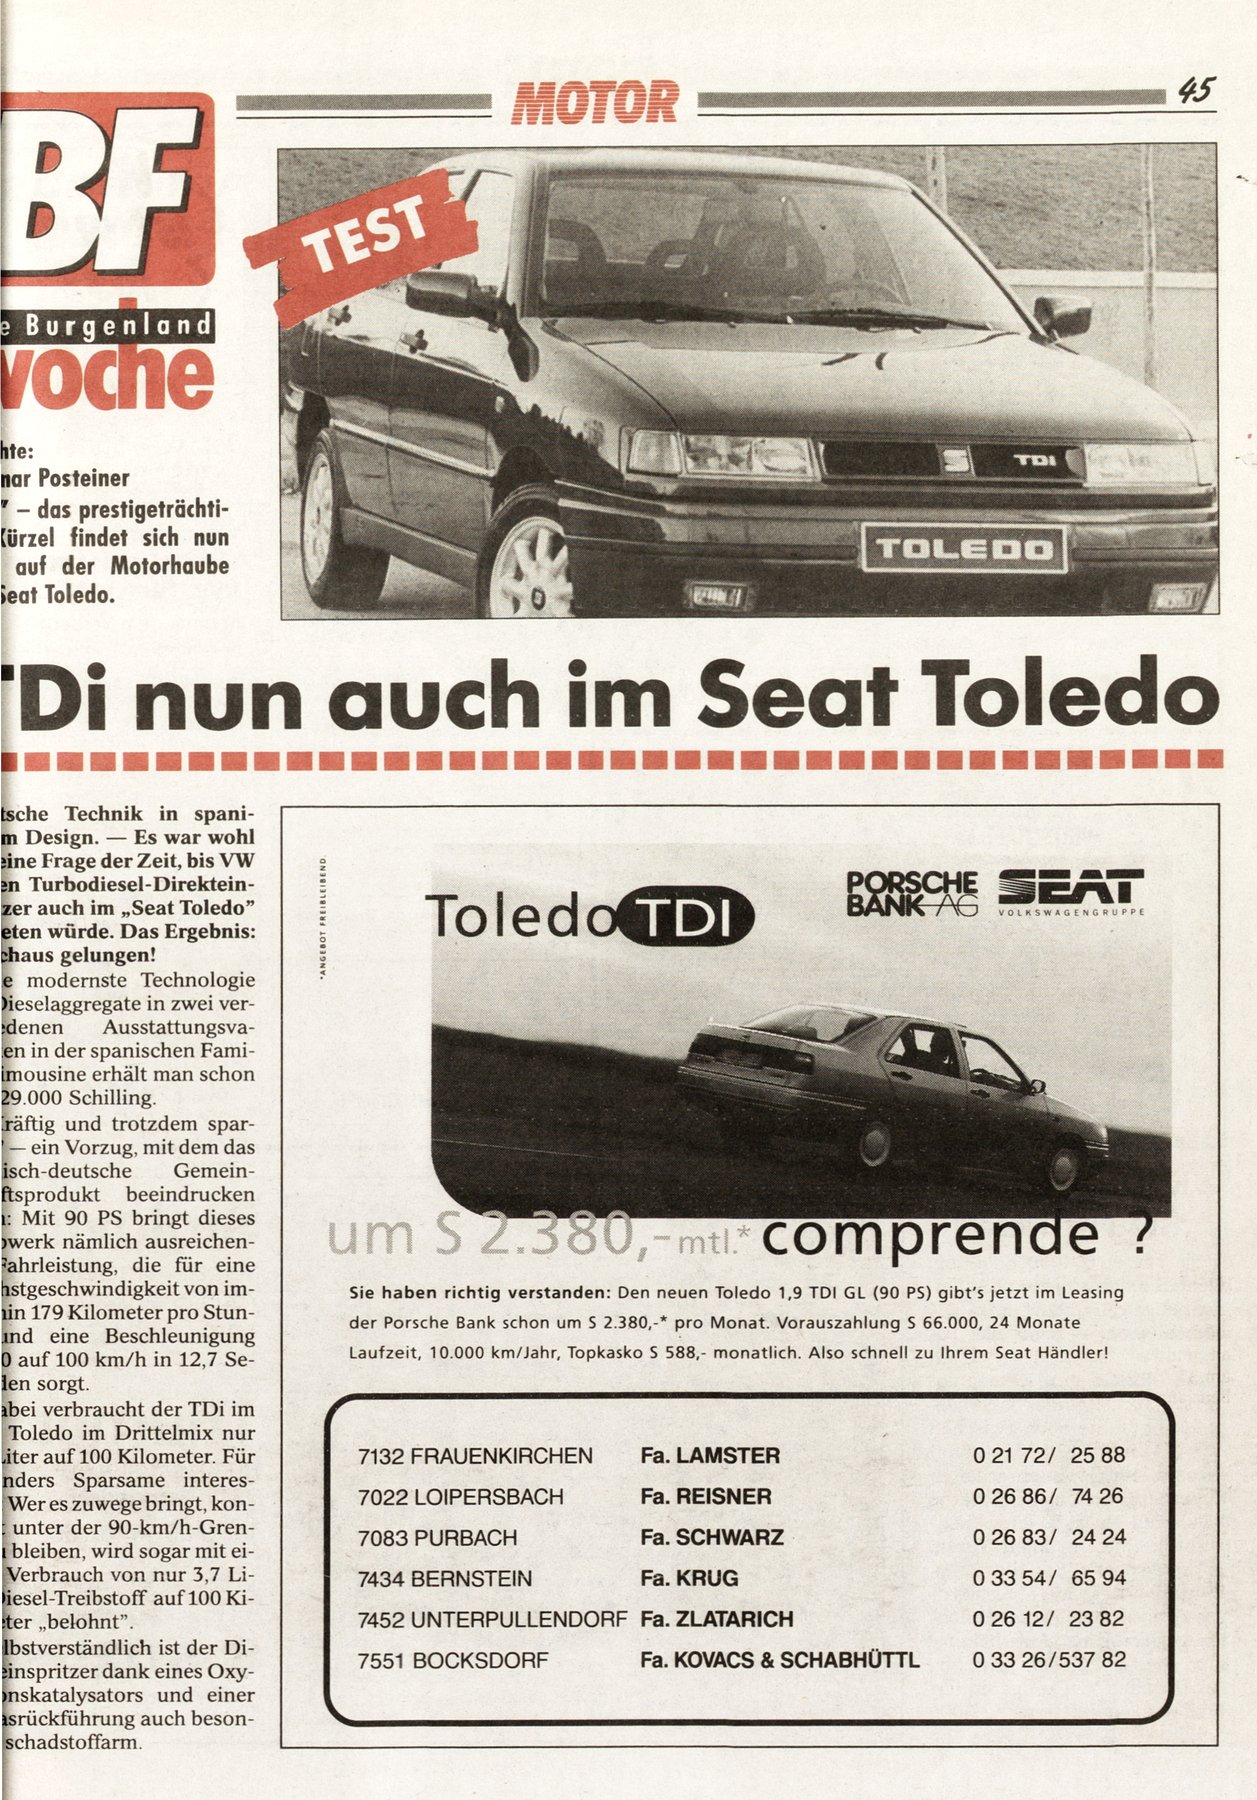 MOTOR
45
BF
TEST
e Burgenland
woche
TDI
TOLEDO
hte:
nar Posteiner
” – das prestigeträchti-
Kürzel findet sich nun
auf der Motorhaube
Seat Toledo.
TDi nun auch im Seat Toledo
tsche Technik in spani-
m Design. — Es war wohl
eine Frage der Zeit, bis VW
en Turbodiesel-Direktein-
zer auch im „Seat Toledo”
eten würde. Das Ergebnis:
chaus gelungen!
e modernste Technologie
Dieselaggregate in zwei ver-
edenen Ausstattungsva-
en in der spanischen Fami-
imousine erhält man schon
29.000 Schilling.
kräftig und trotzdem spar-
” — ein Vorzug, mit dem das
isch-deutsche Gemein-
ftsprodukt beeindrucken
n: Mit 90 PS bringt dieses
owerk nämlich ausreichen-
Fahrleistung, die für eine
hstgeschwindigkeit von im-
hin 179 Kilometer pro Stun-
und eine Beschleunigung
0 auf 100 km/h in 12,7 Se-
den sorgt.
abei verbraucht der TDi im
Toledo im Drittelmix nur
Liter auf 100 Kilometer. Für
nders Sparsame interes-
Wer es zuwege bringt, kon-
t unter der 90-km/h-Gren-
u bleiben, wird sogar mit ei-
Verbrauch von nur 3,7 Li-
Diesel-Treibstoff auf 100 Ki-
eter „belohnt”.
lbstverständlich ist der Di-
einspritzer dank eines Oxy-
onskatalysators und einer
asrückführung auch beson-
schadstoffarm.
*ANGEBOT FREIBLEIBEND.
Toledo TDI
PORSCHE
BANK AG
SEAT
VOLKSWAGENGRUPPE
um S 2.380,- mtl.* comprende ?
Sie haben richtig verstanden: Den neuen Toledo 1,9 TDI GL (90 PS) gibt's jetzt im Leasing
der Porsche Bank schon um S 2.380,-* pro Monat. Vorauszahlung S 66.000, 24 Monate
Laufzeit, 10.000 km/Jahr, Topkasko S 588,- monatlich. Also schnell zu Ihrem Seat Händler!
7132 FRAUENKIRCHEN Fa. LAMSTER 0 21 72/ 25 88
7022 LOIPERSBACH Fa. REISNER 0 26 86/ 74 26
7083 PURBACH Fa. SCHWARZ 0 26 83/ 24 24
7434 BERNSTEIN Fa. KRUG 0 33 54/ 65 94
7452 UNTERPULLENDORF Fa. ZLATARICH 0 26 12/ 23 82
7551 BOCKSDORF Fa. KOVACS & SCHABHÜTTL 0 33 26/537 82